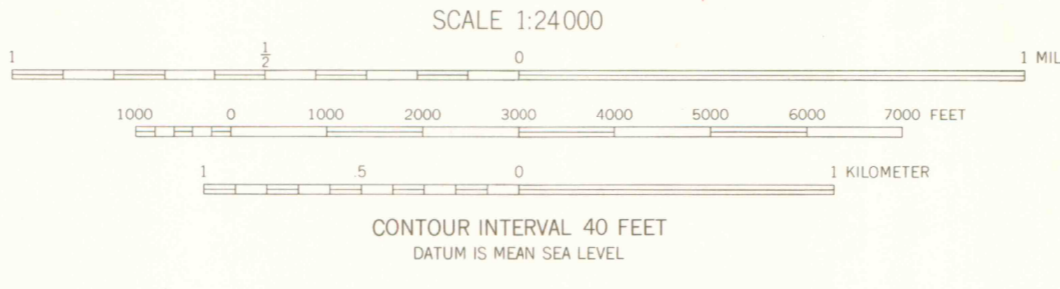 SCALE 1:24000
1 1/2 0 1 MIL
1000 0 1000 2000 3000 4000 5000 6000 7000 FEET
1 .5 0 1 KILOMETER
CONTOUR INTERVAL 40 FEET
DATUM IS MEAN SEA LEVEL